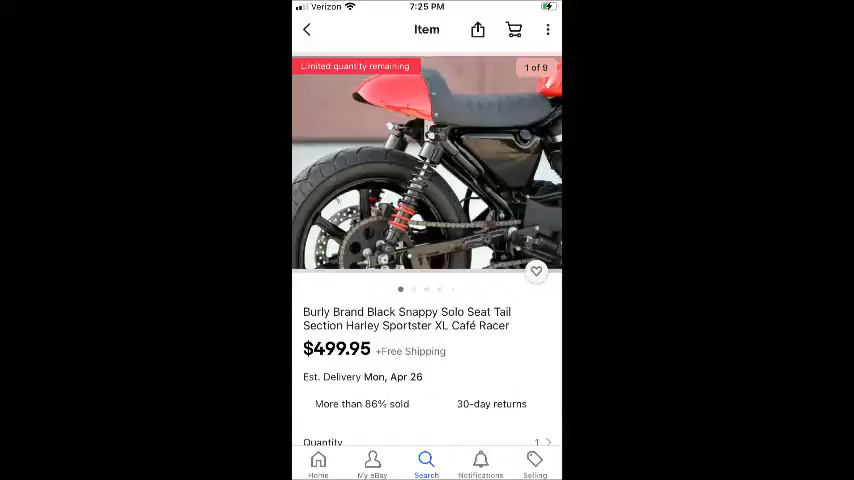 Verizon 7:25 PM
Item
Limited quantity remaining
1 of 9
Burly Brand Black Snappy Solo Seat Tail
Section Harley Sportster XL Café Racer
$499.95 +Free Shipping
Est. Delivery Mon, Apr 26
More than 86% sold 30-day returns
Quantity 1
Home My eBay Search Notifications Selling